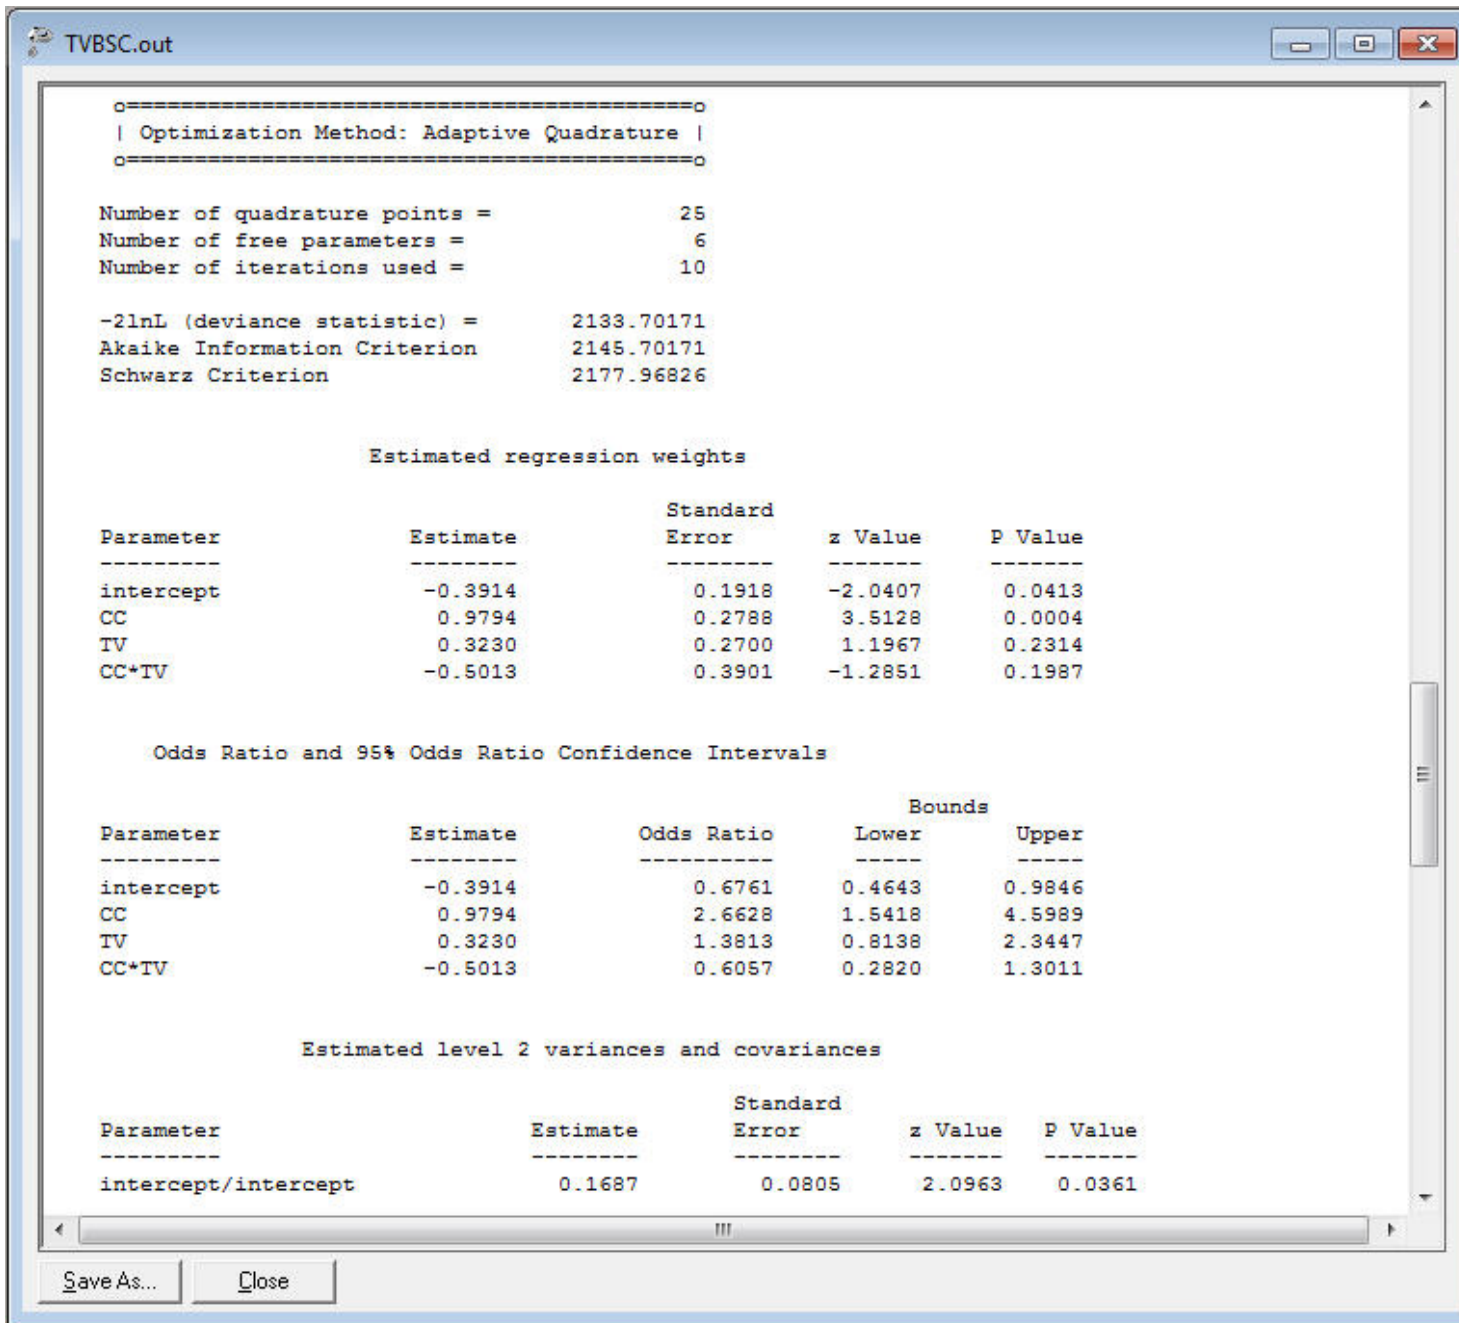 TVBSC.out
o==========================================o
| Optimization Method: Adaptive Quadrature |
o==========================================o
Number of quadrature points = 25
Number of free parameters = 6
Number of iterations used = 10
-2lnL (deviance statistic) = 2133.70171
Akaike Information Criterion 2145.70171
Schwarz Criterion 2177.96826
Estimated regression weights
Standard
Parameter Estimate Error z Value P Value
--------- -------- -------- ------- -------
intercept -0.3914 0.1918 -2.0407 0.0413
CC 0.9794 0.2788 3.5128 0.0004
TV 0.3230 0.2700 1.1967 0.2314
CC*TV -0.5013 0.3901 -1.2851 0.1987
Odds Ratio and 95% Odds Ratio Confidence Intervals
Bounds
Parameter Estimate Odds Ratio Lower Upper
--------- -------- ---------- ----- -----
intercept -0.3914 0.6761 0.4643 0.9846
CC 0.9794 2.6628 1.5418 4.5989
TV 0.3230 1.3813 0.8138 2.3447
CC*TV -0.5013 0.6057 0.2820 1.3011
Estimated level 2 variances and covariances
Standard
Parameter Estimate Error z Value P Value
--------- -------- -------- ------- -------
intercept/intercept 0.1687 0.0805 2.0963 0.0361
Save As... Close